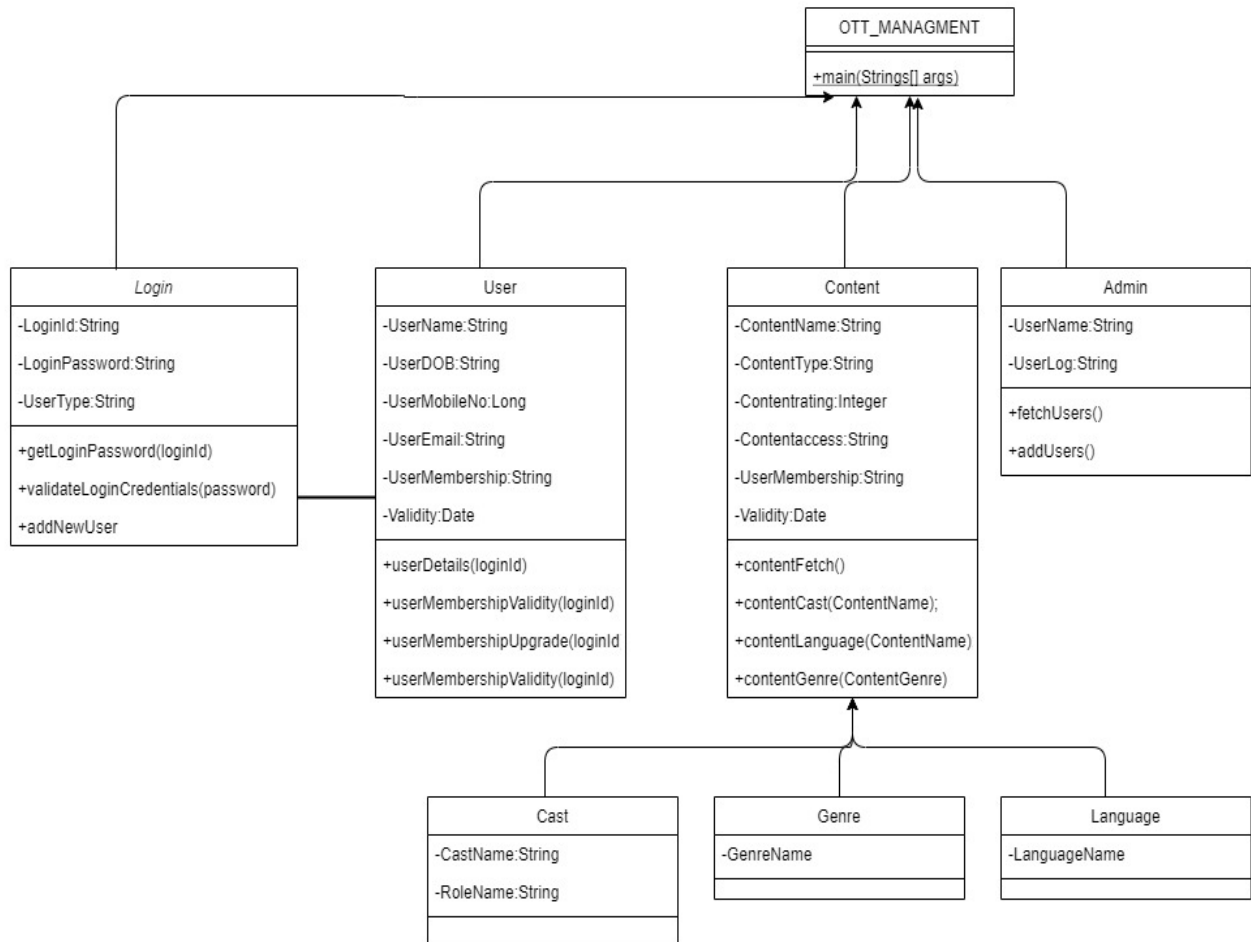 OTT_MANAGMENT
+main(Strings[] args)
Login
-LoginId:String
-LoginPassword:String
-UserType:String
+getLoginPassword(loginId)
+validateLoginCredentials(password)
+addNewUser
User
-UserName:String
-UserDOB:String
-UserMobileNo:Long
-UserEmail:String
-UserMembership:String
-Validity:Date
+userDetails(loginId)
+userMembershipValidity(loginId)
+userMembershipUpgrade(loginId
+userMembershipValidity(loginId)
Content
-ContentName:String
-ContentType:String
-Contentrating:Integer
-Contentaccess:String
-UserMembership:String
-Validity:Date
+contentFetch()
+contentCast(ContentName);
+contentLanguage(ContentName)
+contentGenre(ContentGenre)
Admin
-UserName:String
-UserLog:String
+fetchUsers()
+addUsers()
Cast
-CastName:String
-RoleName:String
Genre
-GenreName
Language
-LanguageName